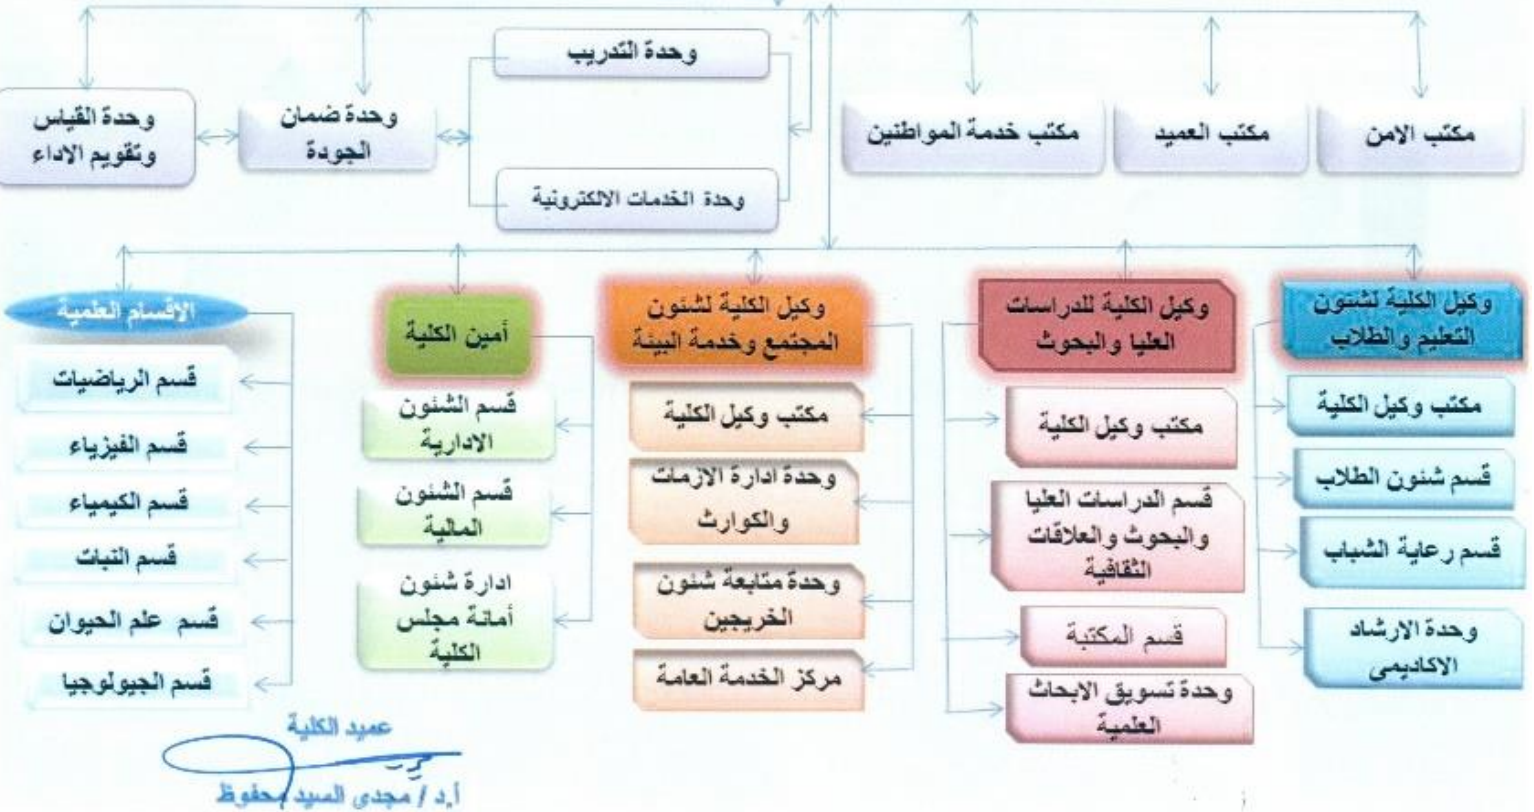 وحدة التدريب
مكتب الامن
مكتب العميد
مكتب خدمة المواطنين
وحدة ضمان
الجودة
وحدة القياس
وتقويم الاداء
وحدة الخدمات الالكترونية
وكيل الكلية لشئون
التعليم والطلاب
مكتب وكيل الكلية
قسم شئون الطلاب
قسم رعاية الشباب
وحدة الارشاد
الاكاديمى
وكيل الكلية للدراسات
العليا والبحوث
مكتب وكيل الكلية
قسم الدراسات العليا
والبحوث والعلاقات
الثقافية
قسم المكتبة
وحدة تسويق الابحاث
العلمية
وكيل الكلية لشئون
المجتمع وخدمة البيئة
مكتب وكيل الكلية
وحدة ادارة الازمات
والكوارث
وحدة متابعة شئون
الخريجين
مركز الخدمة العامة
أمين الكلية
قسم الشئون
الادارية
قسم الشئون
المالية
ادارة شئون
أمانة مجلس
الكلية
الاقسام العلمية
قسم الرياضيات
قسم الفيزياء
قسم الكيمياء
قسم النبات
قسم علم الحيوان
قسم الجيولوجيا
عميد الكلية
أ.د / مجدى السيد محفوظ